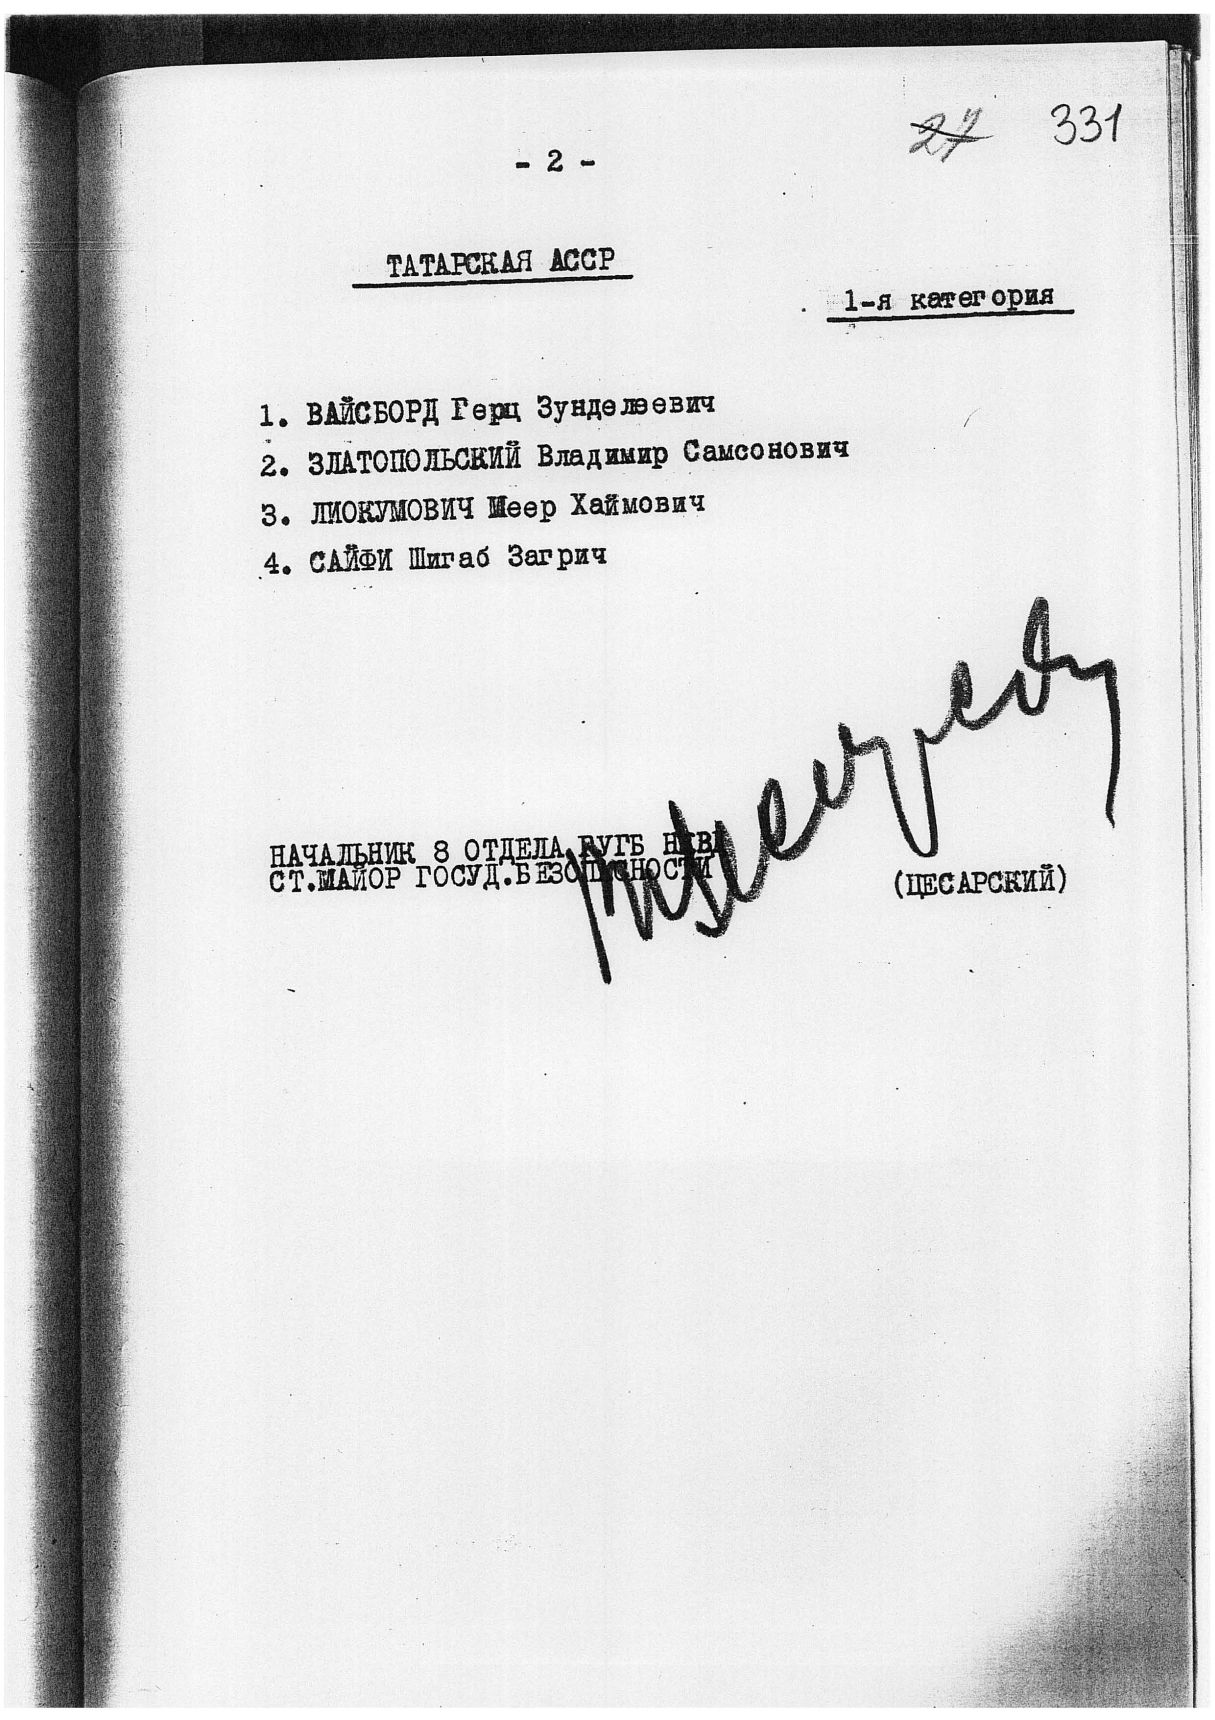 27 331
- 2 -
ТАТАРСКАЯ АССР
1-я категория
1. ВАЙСБОРД Герц Зунделевич
2. ЗЛАТОПОЛЬСКИЙ Владимир Самсонович
3. ЛИОКУМОВИЧ Меер Хаймович
4. САЙФИ Шигаб Загрич
НАЧАЛЬНИК 8 ОТДЕЛА ГУГБ НКВД
СТ.МАЙОР ГОСУД.БЕЗОПАСНОСТИ
(ЦЕСАРСКИЙ)